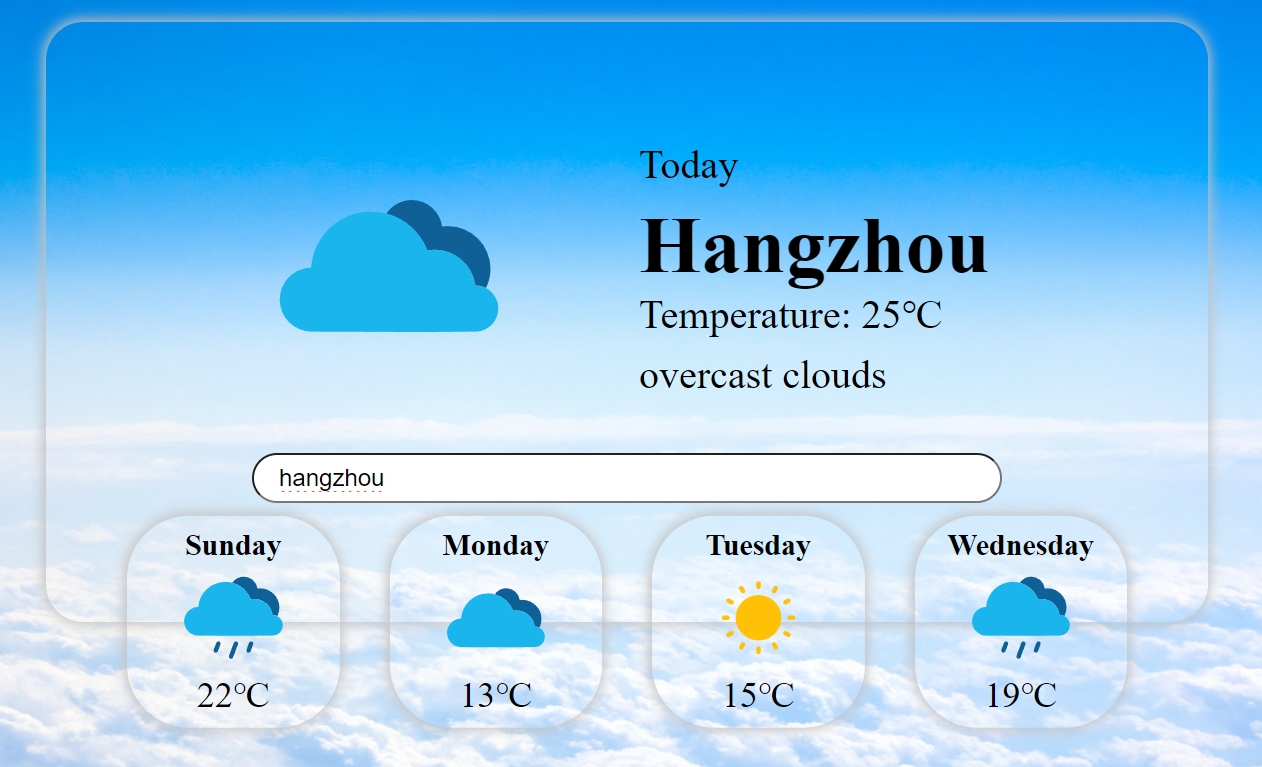 Today
Hangzhou
Temperature: 25°C
overcast clouds
hangzhou
Sunday
22°C
Monday
13°C
Tuesday
15°C
Wednesday
19°C